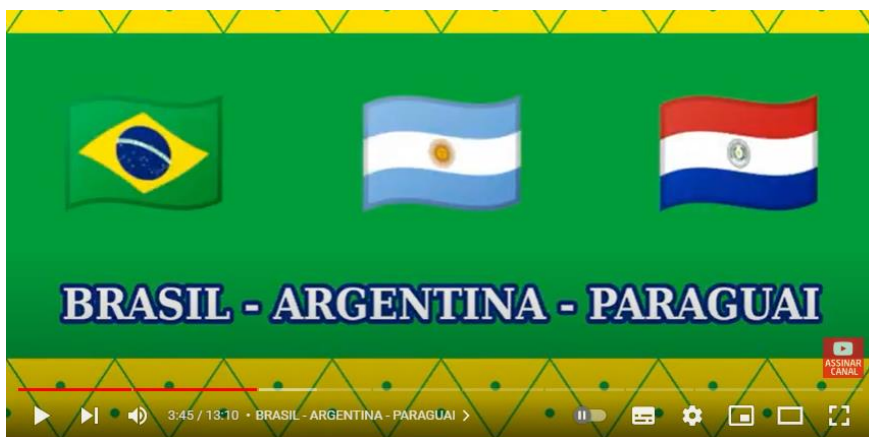 BRASIL - ARGENTINA - PARAGUAI
ASSINAR
CANAL
3:45 / 13:10 • BRASIL - ARGENTINA - PARAGUAI >